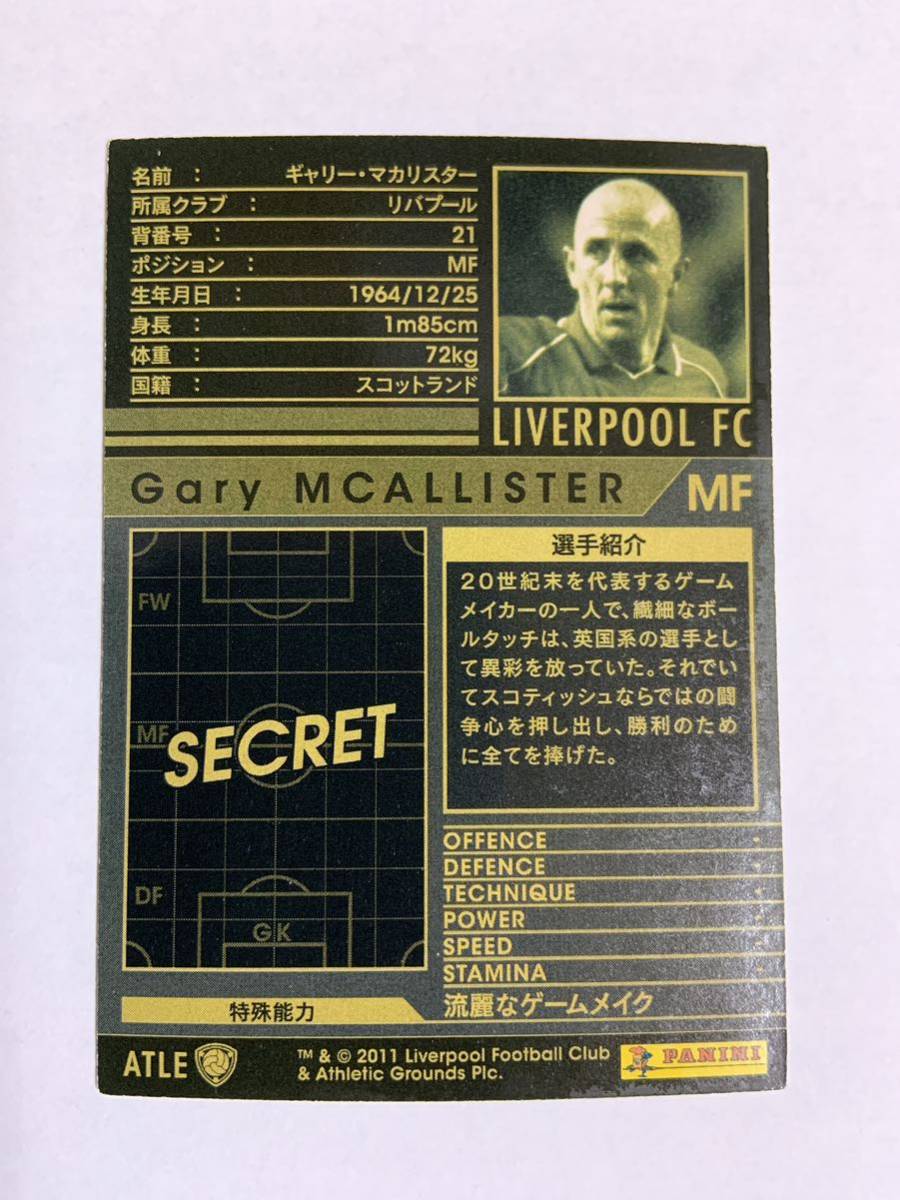 名前 : ギャリー・マカリスター
所属クラブ : リバプール
背番号 : 21
ポジション : MF
生年月日 : 1964/12/25
身長 : 1m85cm
体重 : 72kg
国籍 : スコットランド
LIVERPOOL FC
Gary MCALLISTER
MF
FW
MF
SECRET
DF
GK
選手紹介
20世紀末を代表するゲーム
メイカーの一人で、繊細なボー
ルタッチは、英国系の選手とし
て異彩を放っていた。それでい
てスコティッシュならではの闘
争心を押し出し、勝利のために
に全てを捧げた。
OFFENCE
DEFENCE
TECHNIQUE
POWER
SPEED
STAMINA
特殊能力
流麗なゲームメイク
ATLE
™ & © 2011 Liverpool Football Club
& Athletic Grounds Plc.
PANINI